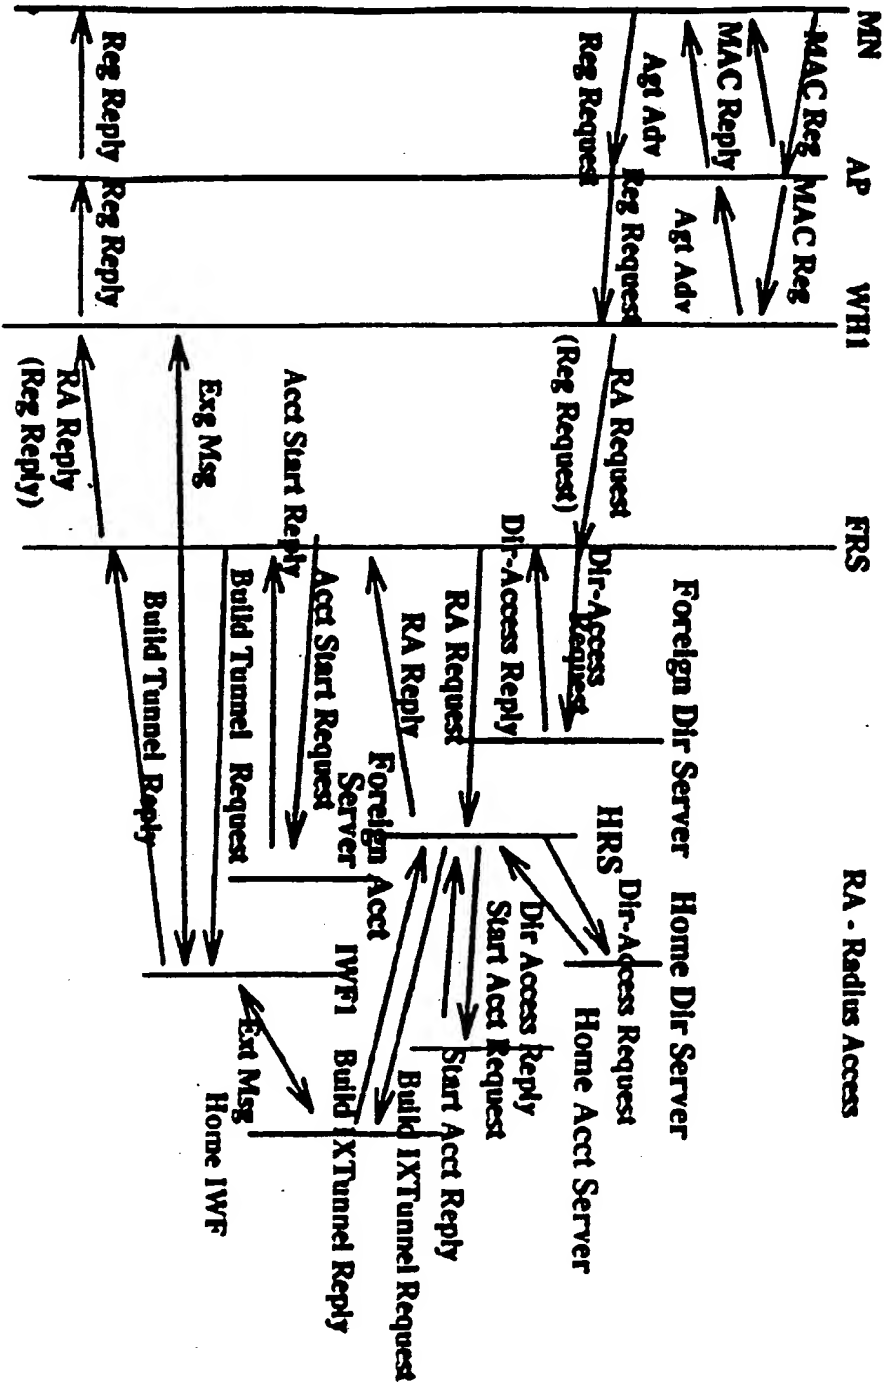 RA - Radius Access
MN
AP
WH1
FRS
Foreign Dir Server
Home Dir Server
MAC Reg
MAC Reg
MAC Reply
Agt Adv
Agt Adv
Reg Request
Reg Request
RA Request
(Reg Request)
Dir-Access
Request
Dir-Access Reply
HRS
Dir-Access Request
Dir Access Reply
Home Acct Server
RA Request
Start Acct Request
Start Acct Reply
Build IXTunnel Request
Build IXTunnel Reply
RA Reply
Foreign Acct
Server
Acct Start Request
Acct Start Reply
IWF1
Build Tunnel Request
Exg Msg
Ext Msg
Home IWF
Build Tunnel Reply
RA Reply
(Reg Reply)
Reg Reply
Reg Reply